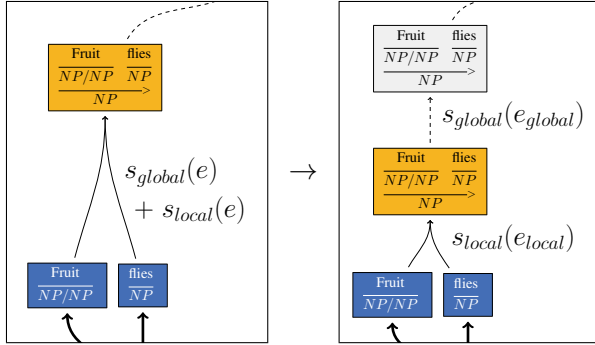 Fruit flies
NP/NP NP
NP >
s_global(e)
+ s_local(e)
Fruit
NP/NP
flies
NP
→
Fruit flies
NP/NP NP
NP >
s_global(e_global)
Fruit flies
NP/NP NP
NP >
s_local(e_local)
Fruit
NP/NP
flies
NP